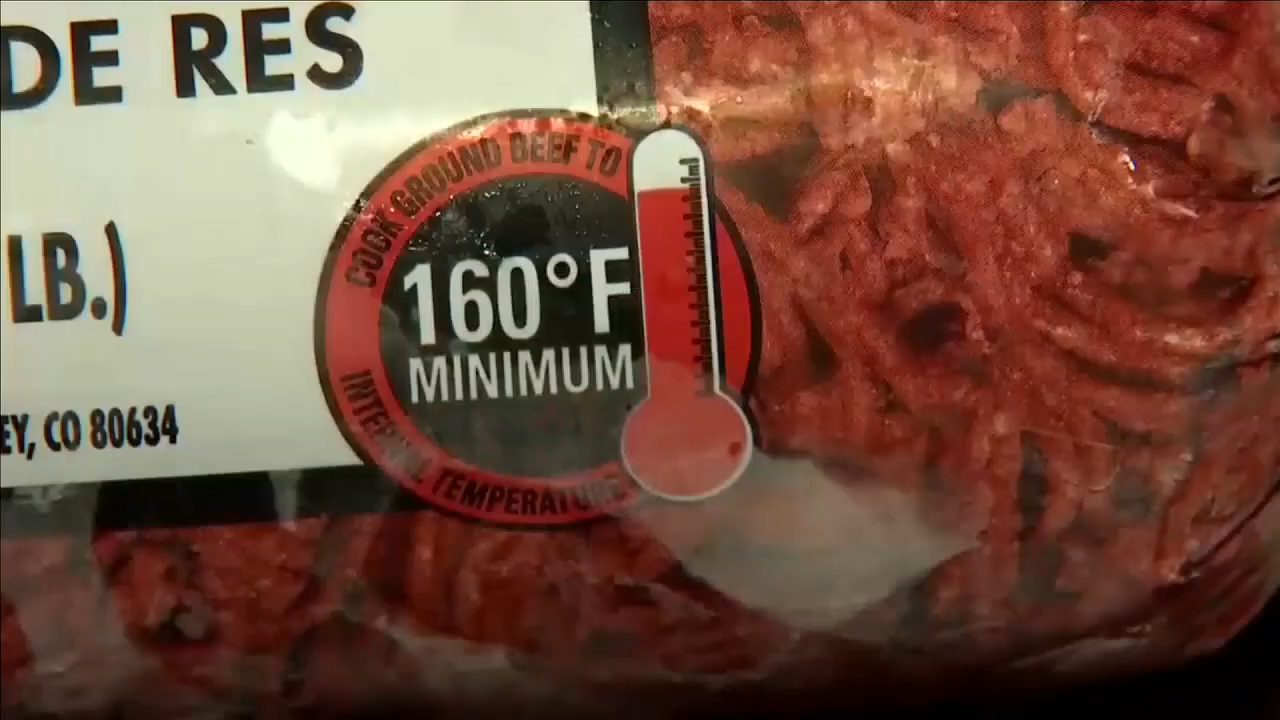 DE RES
LB.)
EY, CO 80634
COOK GROUND BEEF TO
160°F
MINIMUM
INTERNAL TEMPERATURE